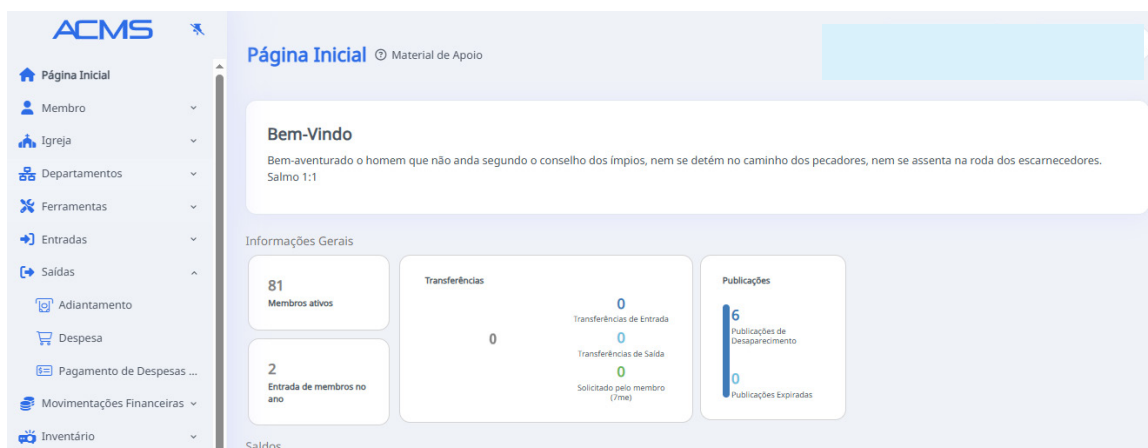 ACMS
Página Inicial
Membro
Igreja
Departamentos
Ferramentas
Entradas
Saídas
Adiantamento
Despesa
Pagamento de Despesas ...
Movimentações Financeiras
Inventário
Página Inicial Material de Apoio
Bem-Vindo
Bem-aventurado o homem que não anda segundo o conselho dos ímpios, nem se detém no caminho dos pecadores, nem se assenta na roda dos escarnecedores.
Salmo 1:1
Informações Gerais
81
Membros ativos
2
Entrada de membros no
ano
Transferências
0
0
Transferências de Entrada
0
Transferências de Saída
0
Solicitado pelo membro
(7me)
Publicações
6
Publicações de
Desaparecimento
0
Publicações Expiradas
Saldos